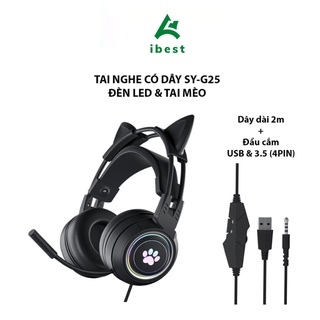 ibest
TAI NGHE CÓ DÂY SY-G25
ĐÈN LED & TAI MÈO
Dây dài 2m
+
Đầu cắm
USB & 3.5 (4PIN)